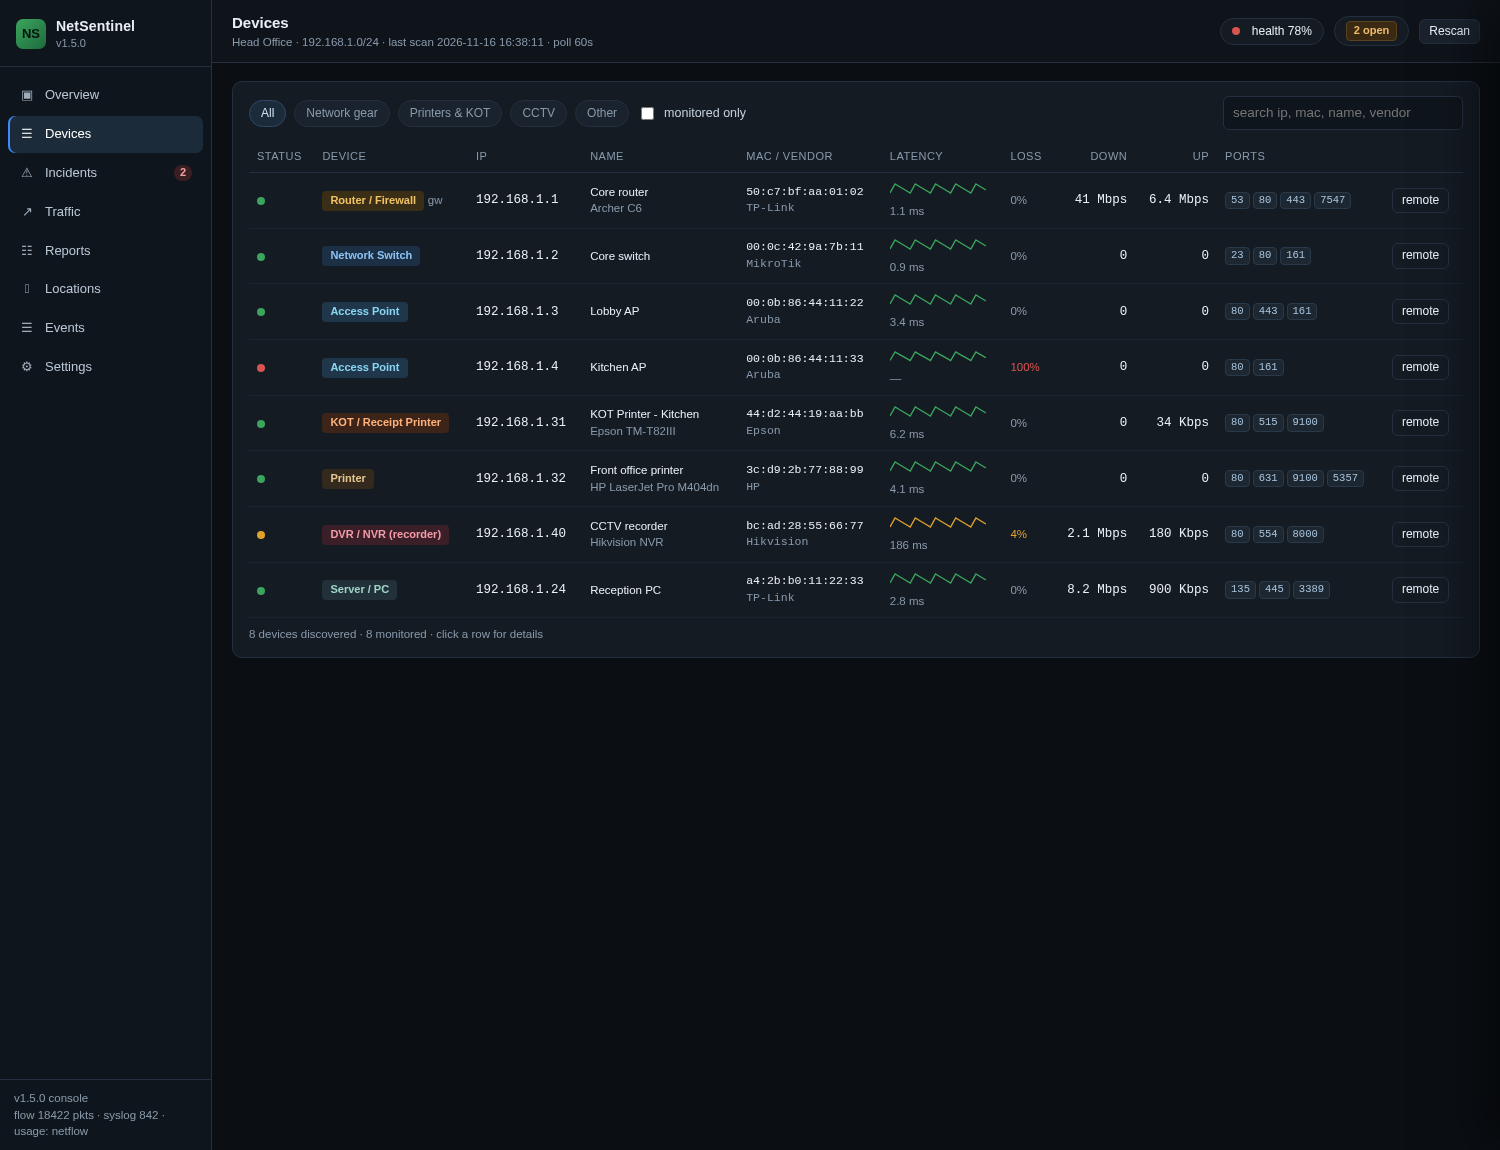 NS
NetSentinel
v1.5.0
Overview
Devices
Incidents 2
Traffic
Reports
Locations
Events
Settings
v1.5.0 console
flow 18422 pkts · syslog 842 ·
usage: netflow
Devices
Head Office · 192.168.1.0/24 · last scan 2026-11-16 16:38:11 · poll 60s
health 78% 2 open Rescan
All Network gear Printers & KOT CCTV Other monitored only search ip, mac, name, vendor
STATUS DEVICE IP NAME MAC / VENDOR LATENCY LOSS DOWN UP PORTS
Router / Firewall gw 192.168.1.1 Core router 50:c7:bf:aa:01:02 0% 41 Mbps 6.4 Mbps 53 80 443 7547 remote
Archer C6 TP-Link 1.1 ms
Network Switch 192.168.1.2 Core switch 00:0c:42:9a:7b:11 0% 0 0 23 80 161 remote
MikroTik 0.9 ms
Access Point 192.168.1.3 Lobby AP 00:0b:86:44:11:22 0% 0 0 80 443 161 remote
Aruba 3.4 ms
Access Point 192.168.1.4 Kitchen AP 00:0b:86:44:11:33 100% 0 0 80 161 remote
Aruba —
KOT / Receipt Printer 192.168.1.31 KOT Printer - Kitchen 44:d2:44:19:aa:bb 0% 0 34 Kbps 80 515 9100 remote
Epson TM-T82III Epson 6.2 ms
Printer 192.168.1.32 Front office printer 3c:d9:2b:77:88:99 0% 0 0 80 631 9100 5357 remote
HP LaserJet Pro M404dn HP 4.1 ms
DVR / NVR (recorder) 192.168.1.40 CCTV recorder bc:ad:28:55:66:77 4% 2.1 Mbps 180 Kbps 80 554 8000 remote
Hikvision NVR Hikvision 186 ms
Server / PC 192.168.1.24 Reception PC a4:2b:b0:11:22:33 0% 8.2 Mbps 900 Kbps 135 445 3389 remote
TP-Link 2.8 ms
8 devices discovered · 8 monitored · click a row for details